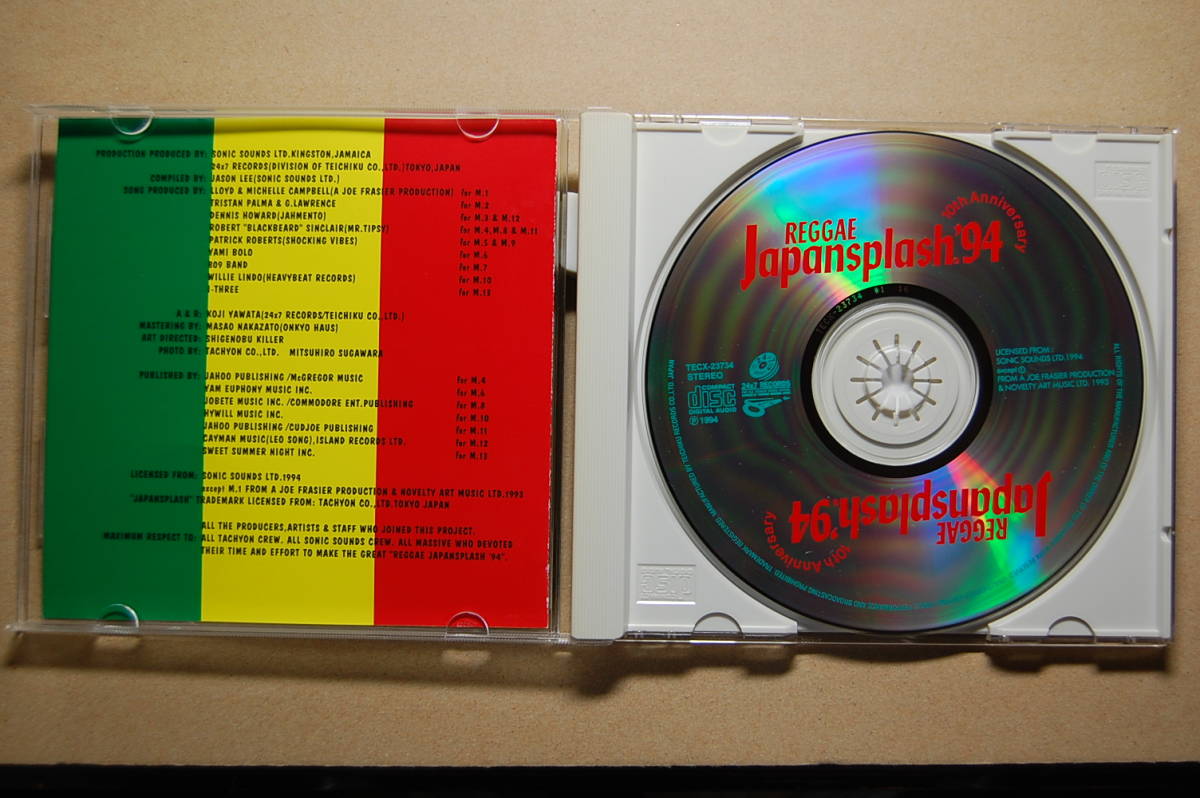 PRODUCTION PRODUCED BY: SONIC SOUNDS LTD.KINGSTON,JAMAICA
24x7 RECORDS(DIVISION OF TEICHIKU CO.,LTD.)TOKYO,JAPAN
COMPILED BY: JASON LEE(SONIC SOUNDS LTD.)
SONG PRODUCED BY: LLOYD & MICHELLE CAMPBELL(A JOE FRASIER PRODUCTION) for M.1
TRISTAN PALMA & G.LAWRENCE for M.2
DENNIS HOWARD(JAHMENTO) for M.3 & M.12
ROBERT "BLACKBEARD" SINCLAIR(MR.TIPSY) for M.4,M.8 & M.11
PATRICK ROBERTS(SHOCKING VIBES) for M.5 & M.9
YAMI BOLO for M.6
809 BAND for M.7
WILLIE LINDO(HEAVYBEAT RECORDS) for M.10
I-THREE for M.13
A & R: KOJI YAWATA(24x7 RECORDS/TEICHIKU CO.,LTD.)
MASTERING BY: MASAO NAKAZATO(ONKYO HAUS)
ART DIRECTED: SHIGENOBU KILLER
PHOTO BY: TACHYON CO.,LTD. MITSUHIRO SUGAWARA
PUBLISHED BY: JAHOO PUBLISHING /McGREGOR MUSIC for M.4
YAM EUPHONY MUSIC INC. for M.6
JOBETE MUSIC INC. /COMMODORE ENT.PUBLISHING for M.8
MYWILL MUSIC INC. for M.10
JAHOO PUBLISHING /CUDJOE PUBLISHING for M.11
CAYMAN MUSIC(LEO SONG),ISLAND RECORDS LTD. for M.12
SWEET SUMMER NIGHT INC. for M.13
LICENSED FROM: SONIC SOUNDS LTD.1994
except M.1 FROM A JOE FRASIER PRODUCTION & NOVELTY ART MUSIC LTD.1993
"JAPANSPLASH" TRADEMARK LICENSED FROM: TACHYON CO.,LTD.TOKYO JAPAN
ALL THE PRODUCERS,ARTISTS & STAFF WHO JOINED THIS PROJECT.
MAXIMUM RESPECT TO: ALL TACHYON CREW. ALL SONIC SOUNDS CREW. ALL MASSIVE WHO DEVOTED
THEIR TIME AND EFFORT TO MAKE THE GREAT "REGGAE JAPANSPLASH '94".
REGGAE
Japansplash.'94
10th Anniversary
TECX-23734
TECX-23734
STEREO
COMPACT
disc
DIGITAL AUDIO
℗1994
24x7 RECORDS
LICENSED FROM :
SONIC SOUNDS LTD.1994
except ①
FROM A JOE FRASIER PRODUCTION
& NOVELTY ART MUSIC LTD. 1993
REGGAE
Japansplash.'94
10th Anniversary